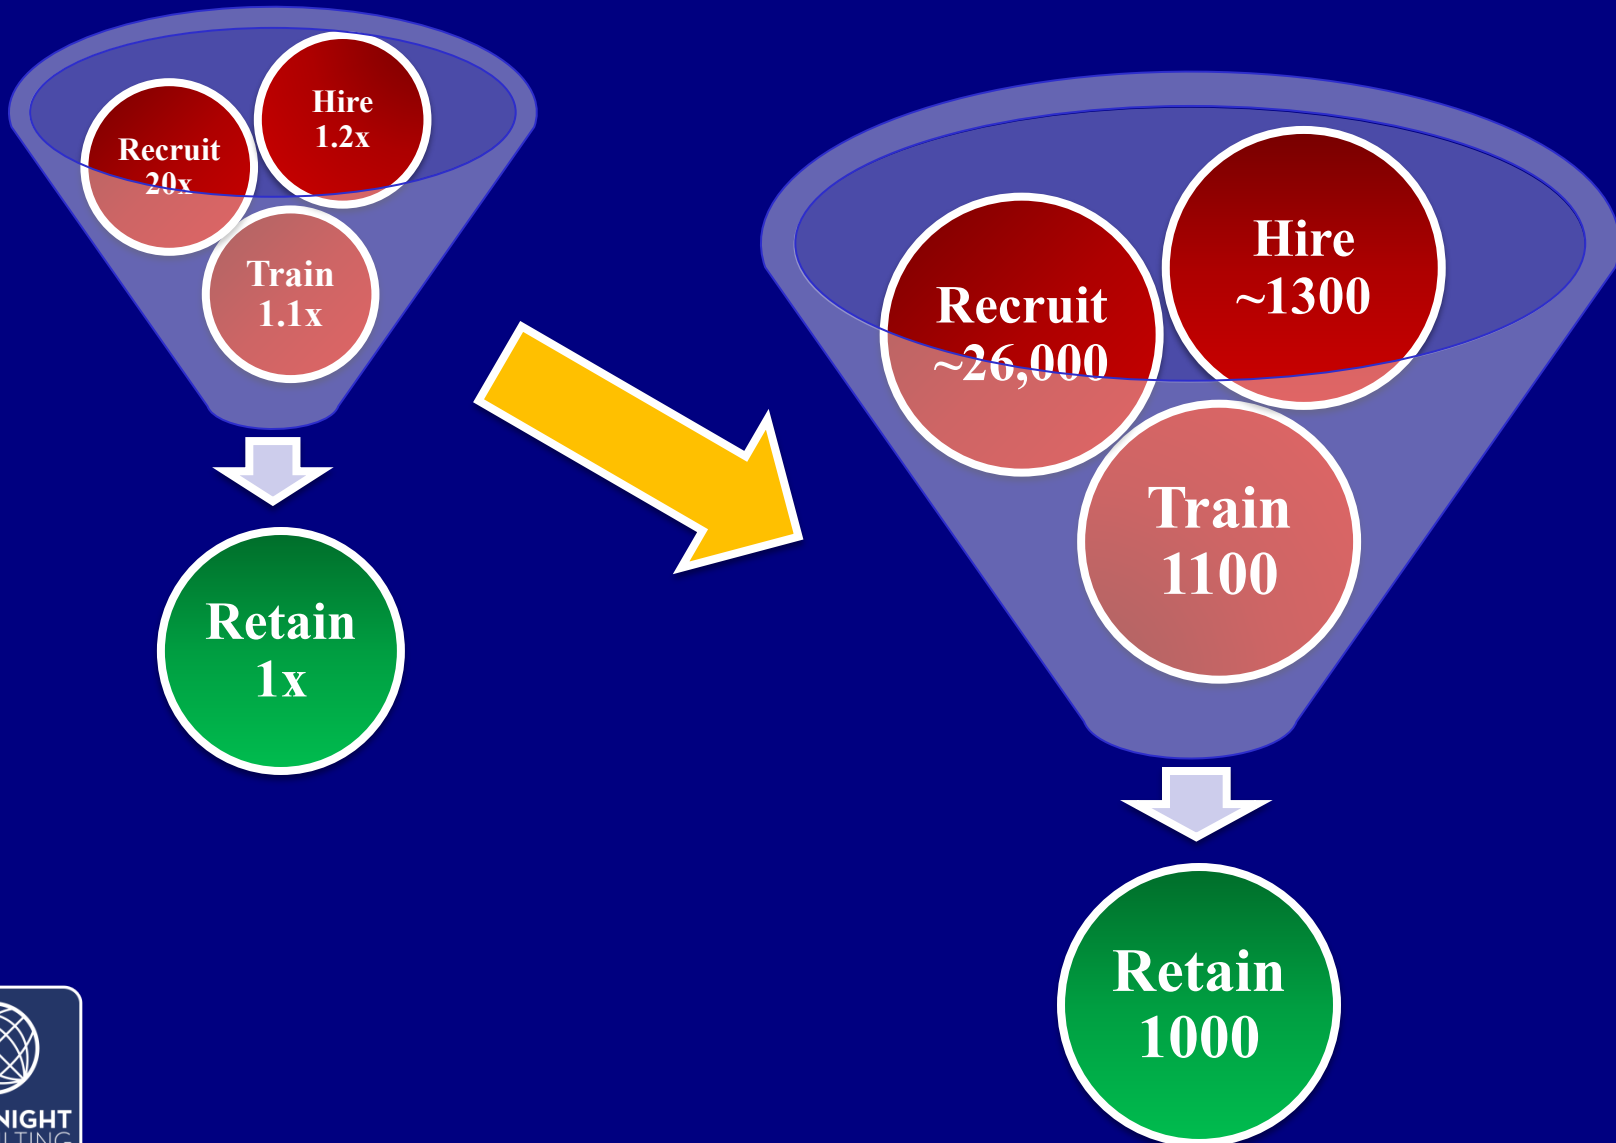 Hire
1.2x
Recruit
20x
Train
1.1x
Retain
1x
Hire
~1300
Recruit
~26,000
Train
1100
Retain
1000
NIGHT